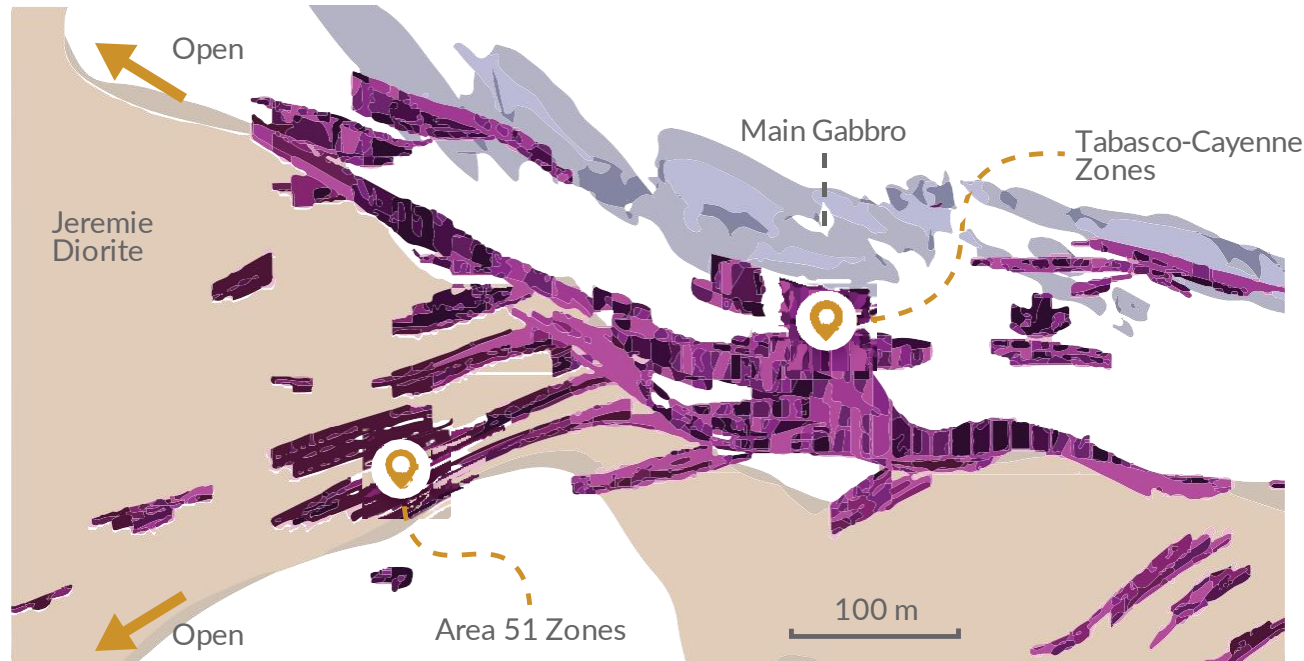 Open
Main Gabbro
Tabasco-Cayenne
Zones
Jeremie
Diorite
100 m
Area 51 Zones
Open